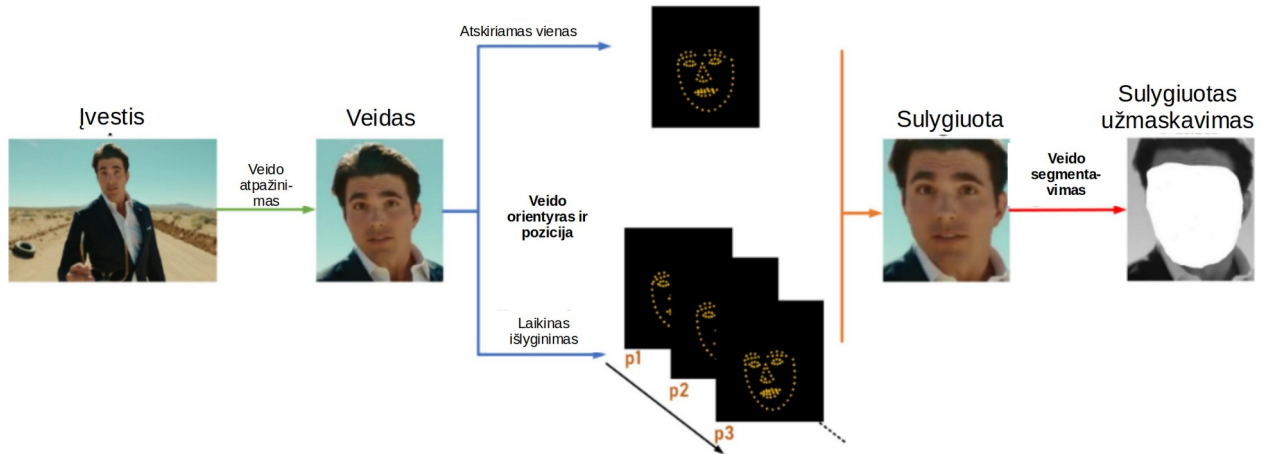 Įvestis
Veido
atpažini-
mas
Veidas
Atskiriamas vienas
Veido
orientyras ir
pozicija
Laikinas
išlyginimas
p1
p2
p3
Sulygiuota
Veido
segmenta-
vimas
Sulygiuotas
užmaskavimas